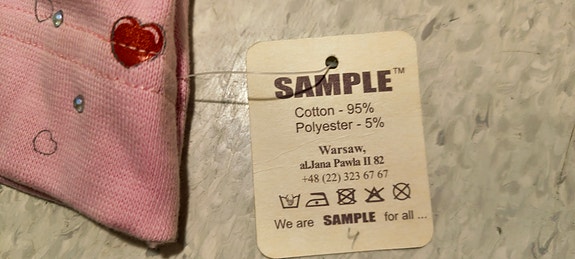 SAMPLE™
Cotton - 95%
Polyester - 5%
Warsaw,
al.Jana Pawła II 82
+48 (22) 323 67 67
We are SAMPLE for all ...
4